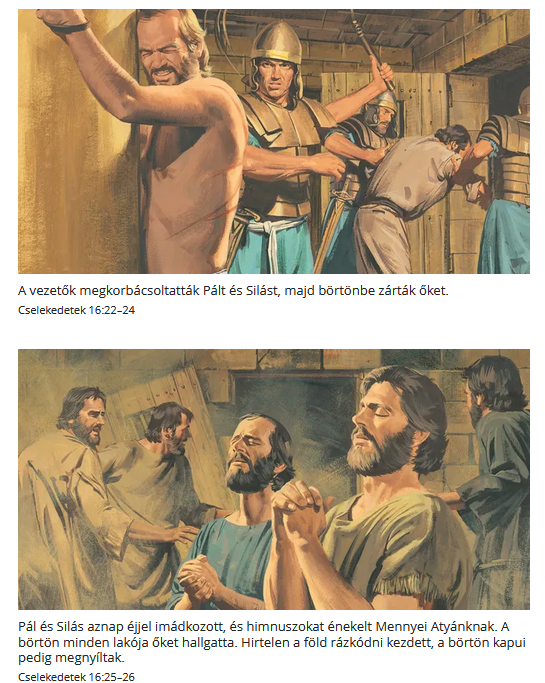 A vezetők megkorbácsoltatták Pált és Silást, majd börtönbe zárták őket.
Cselekedetek 16:22–24
Pál és Silás aznap éjjel imádkozott, és himnuszokat énekelt Mennyei Atyánknak. A
börtön minden lakója őket hallgatta. Hirtelen a föld rázkódni kezdett, a börtön kapui
pedig megnyíltak.
Cselekedetek 16:25–26